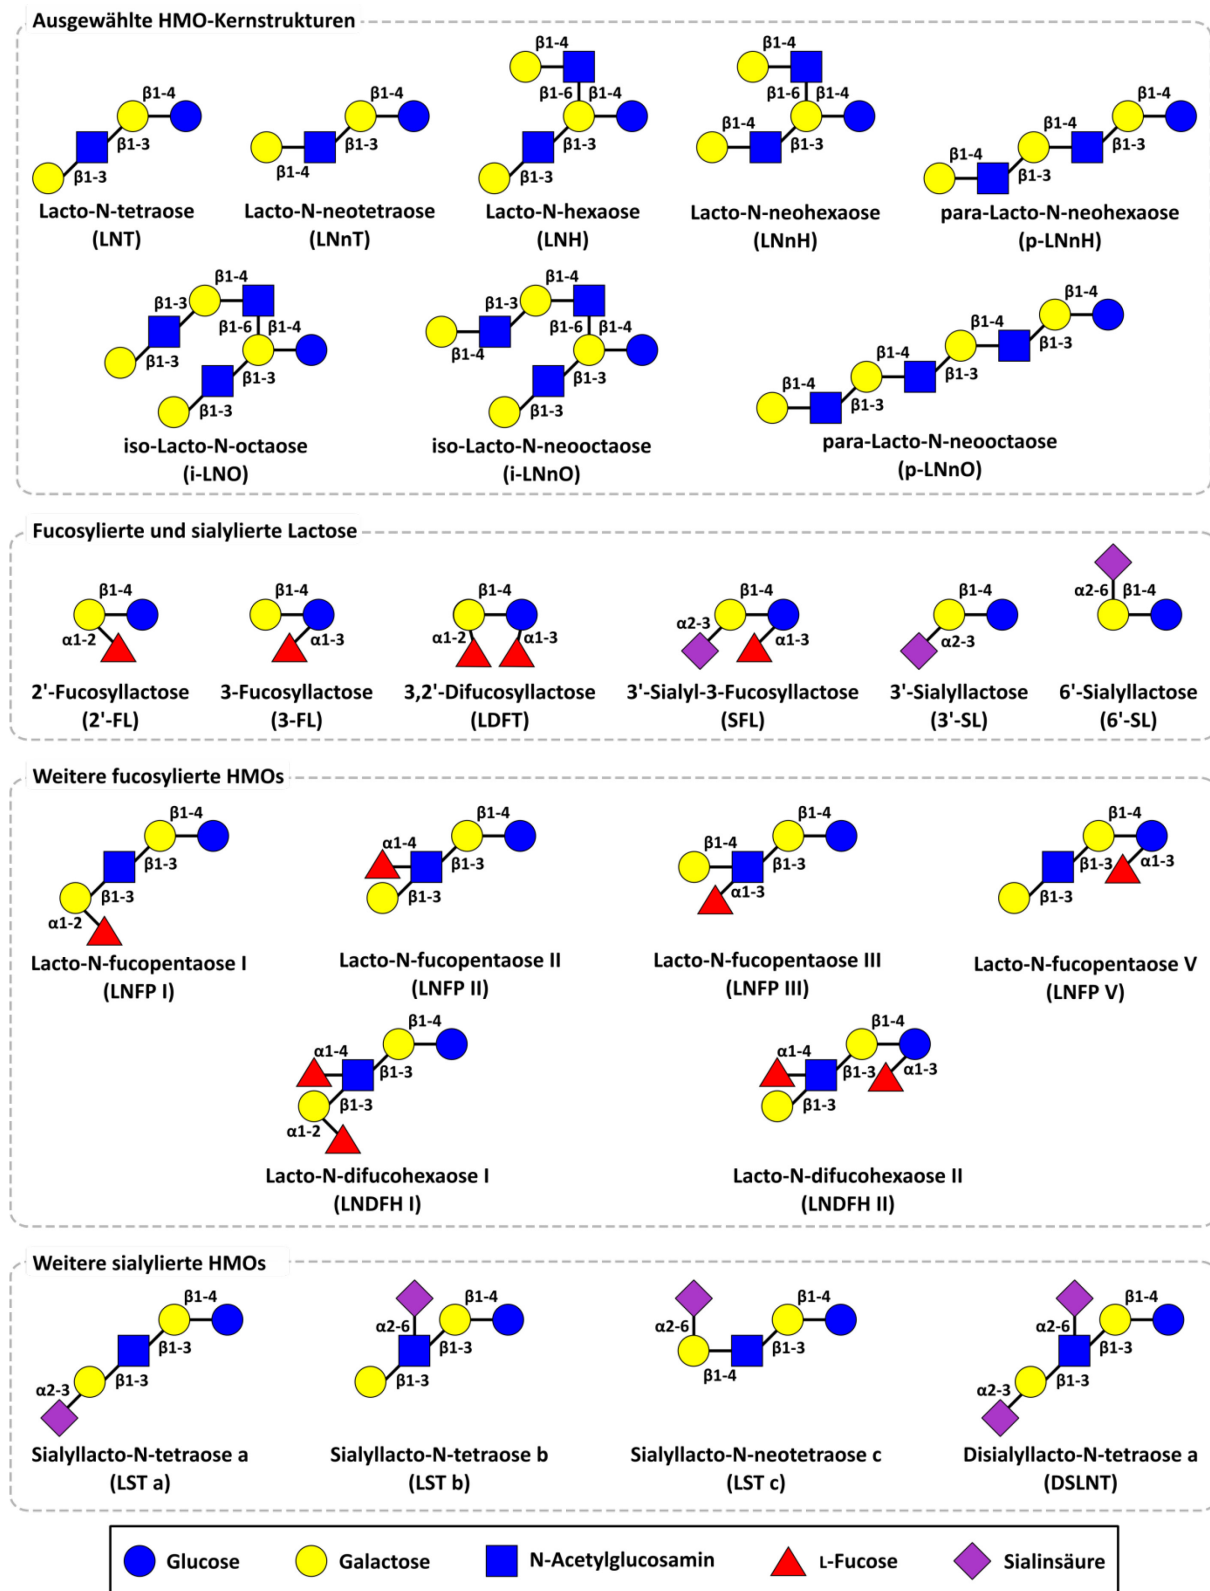 Ausgewählte HMO-Kernstrukturen
β1-4 β1-4
β1-4 β1-4 β1-6 β1-4 β1-6 β1-4 β1-4
β1-4 β1-4
β1-3 β1-3 β1-4 β1-3
β1-4 β1-3
β1-3 β1-3
Lacto-N-tetraose Lacto-N-neotetraose Lacto-N-hexaose Lacto-N-neohexaose para-Lacto-N-neohexaose
(LNT) (LNnT) (LNH) (LNnH) (p-LNnH)
β1-4 β1-4 β1-4
β1-3 β1-3
β1-6 β1-4 β1-6 β1-4 β1-4
β1-3 β1-4 β1-4 β1-3
β1-3 β1-3 β1-4 β1-3
β1-3 β1-3 β1-3
iso-Lacto-N-octaose iso-Lacto-N-neooctaose para-Lacto-N-neooctaose
(i-LNO) (i-LNnO) (p-LNnO)
Fucosylierte und sialylierte Lactose
α2-6 β1-4
β1-4 β1-4 β1-4 β1-4 β1-4
α1-2 α1-3 α1-2 α1-3 α2-3 α1-3 α2-3
2'-Fucosyllactose 3-Fucosyllactose 3,2'-Difucosyllactose 3'-Sialyl-3-Fucosyllactose 3'-Sialyllactose 6'-Sialyllactose
(2'-FL) (3-FL) (LDFT) (SFL) (3'-SL) (6'-SL)
Weitere fucosylierte HMOs
β1-4 β1-4 β1-4 β1-4
α1-4 β1-4
β1-3 β1-3 β1-3 β1-3 α1-3
β1-3 β1-3 α1-3 β1-3
α1-2
Lacto-N-fucopentaose I Lacto-N-fucopentaose II Lacto-N-fucopentaose III Lacto-N-fucopentaose V
(LNFP I) (LNFP II) (LNFP III) (LNFP V)
β1-4 β1-4
α1-4 α1-4
β1-3 β1-3 α1-3
β1-3 β1-3
α1-2
Lacto-N-difucohexaose I Lacto-N-difucohexaose II
(LNDFH I) (LNDFH II)
Weitere sialylierte HMOs
β1-4 β1-4 β1-4 β1-4
α2-6 α2-6 α2-6
β1-3 β1-3 β1-3 β1-3
β1-3 β1-3 β1-4 β1-3
α2-3 α2-3
Sialyllacto-N-tetraose a Sialyllacto-N-tetraose b Sialyllacto-N-neotetraose c Disialyllacto-N-tetraose a
(LST a) (LST b) (LST c) (DSLNT)
Glucose Galactose N-Acetylglucosamin L-Fucose Sialinsäure